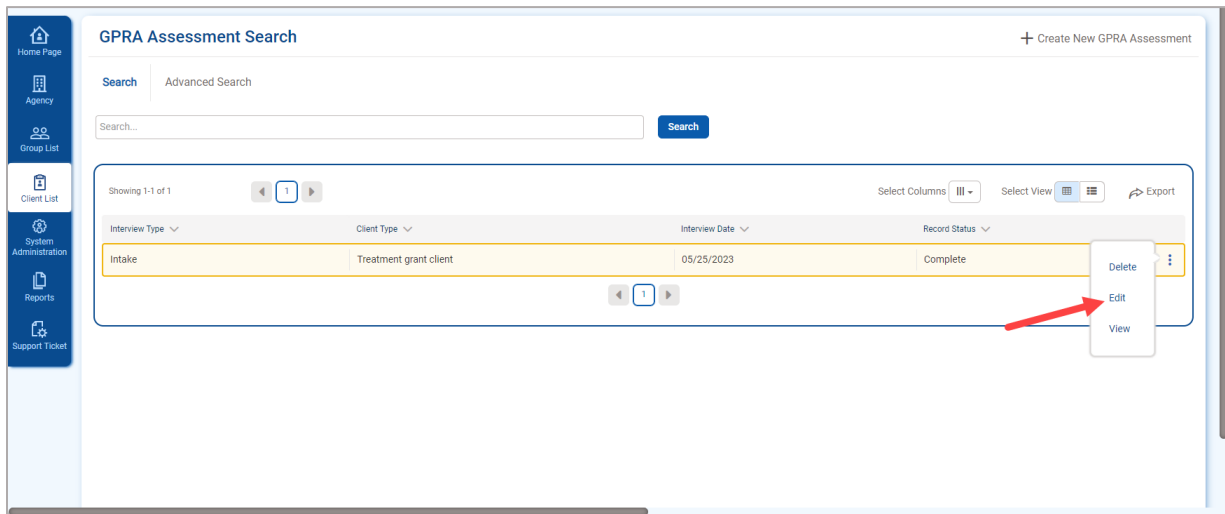 Home Page
Agency
Group List
Client List
System
Administration
Reports
Support Ticket
GPRA Assessment Search
Create New GPRA Assessment
Search Advanced Search
Search... Search
Showing 1-1 of 1 1 Select Columns Select View Export
Interview Type Client Type Interview Date Record Status
Intake Treatment grant client 05/25/2023 Complete
Delete
Edit
View
1